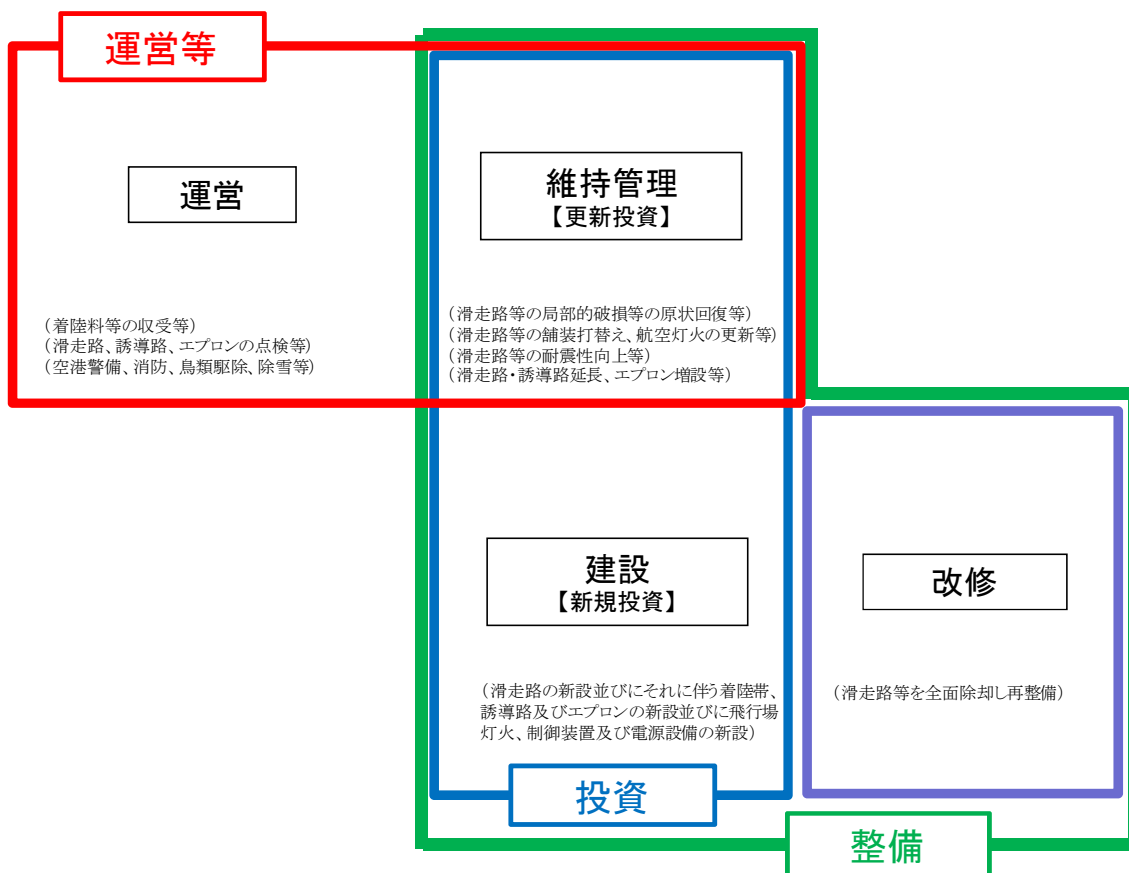 運営等
運営
（着陸料等の収受等）
（滑走路、誘導路、エプロンの点検等）
（空港警備、消防、鳥類駆除、除雪等）
維持管理
【更新投資】
（滑走路等の局部的破損等の原状回復等）
（滑走路等の舗装打替え、航空灯火の更新等）
（滑走路等の耐震性向上等）
（滑走路・誘導路延長、エプロン増設等）
建設
【新規投資】
（滑走路の新設並びにそれに伴う着陸帯、
誘導路及びエプロンの新設並びに飛行場
灯火、制御装置及び電源設備の新設）
改修
（滑走路等を全面除却し再整備）
投資
整備